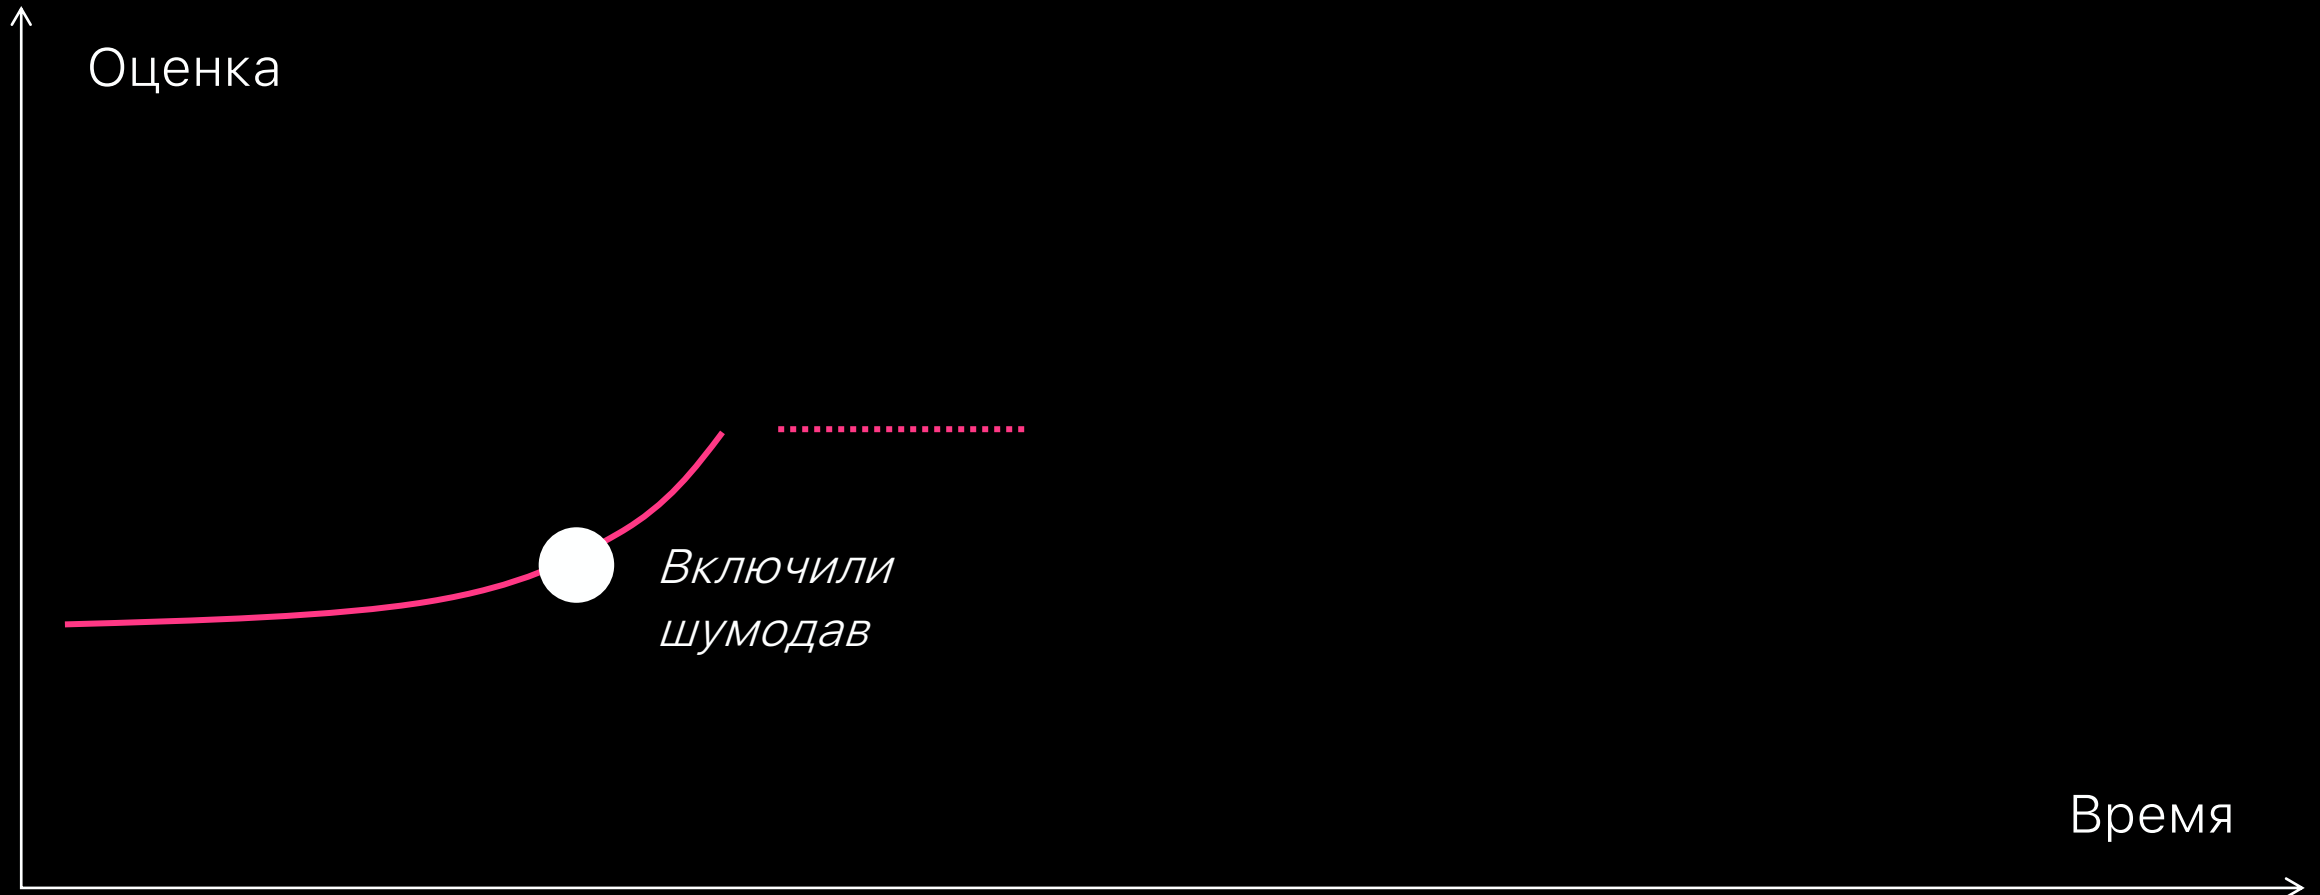 Оценка
Включили
шумодав
Время